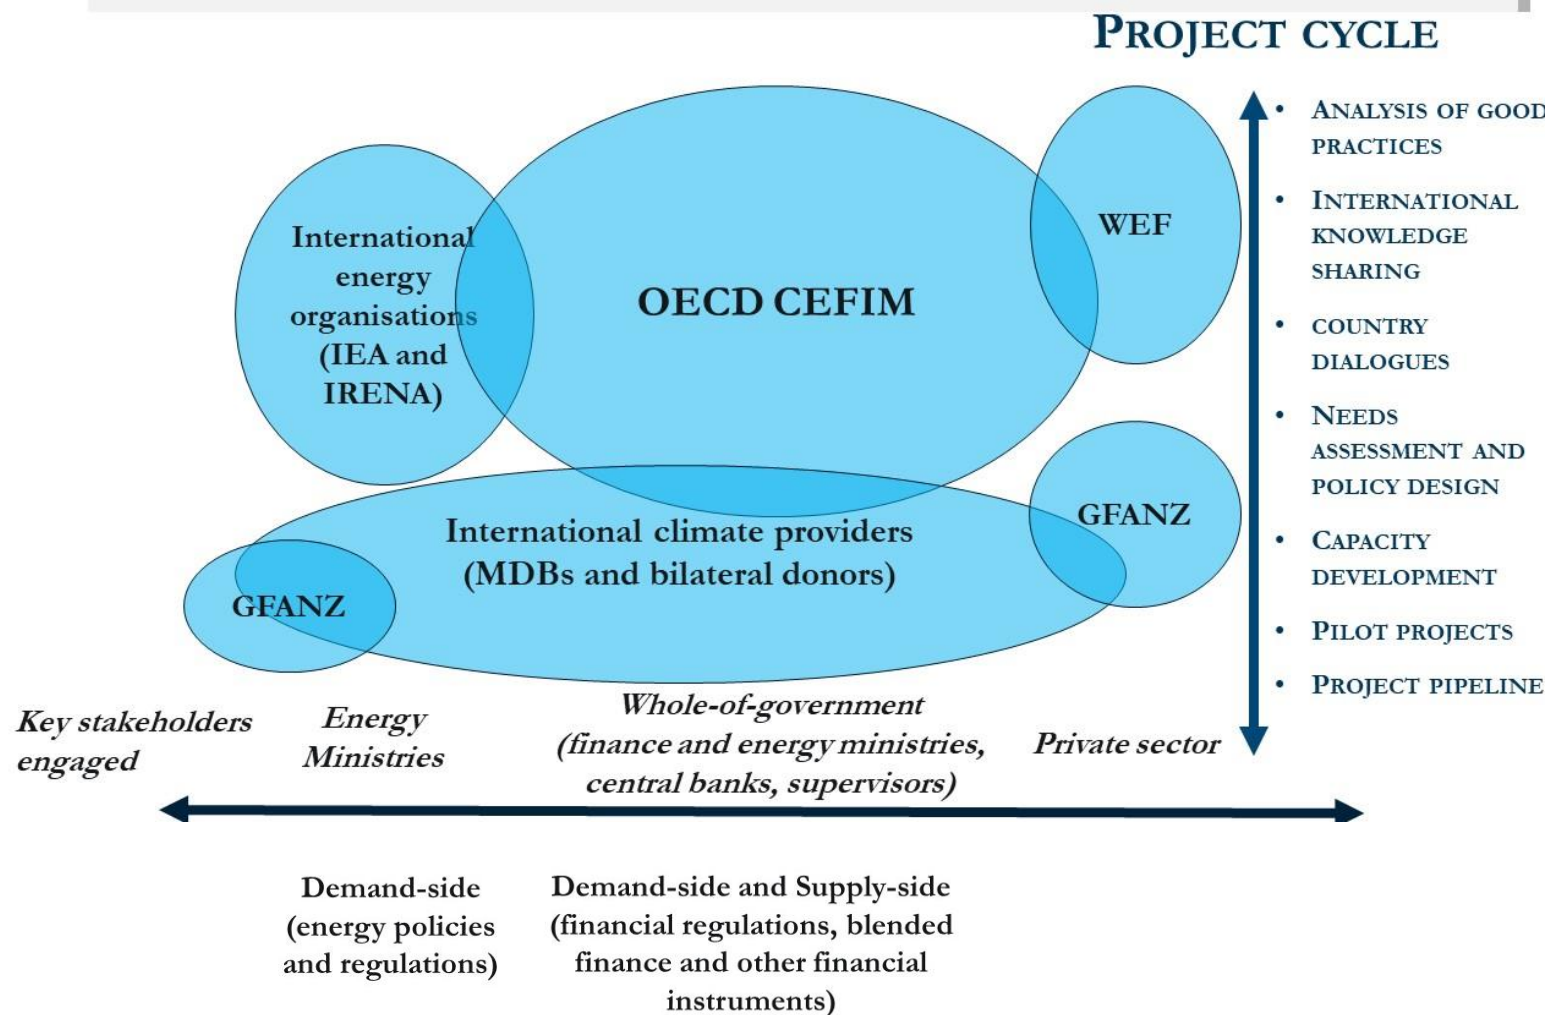 PROJECT CYCLE
• ANALYSIS OF GOOD
PRACTICES
• INTERNATIONAL
KNOWLEDGE
SHARING
• COUNTRY
DIALOGUES
• NEEDS
ASSESSMENT AND
POLICY DESIGN
• CAPACITY
DEVELOPMENT
• PILOT PROJECTS
• PROJECT PIPELINE
International
energy
organisations
(IEA and
IRENA)
OECD CEFIM
WEF
International climate providers
(MDBs and bilateral donors)
GFANZ
GFANZ
Key stakeholders
engaged
Energy
Ministries
Whole-of-government
(finance and energy ministries,
central banks, supervisors)
Private sector
Demand-side
(energy policies
and regulations)
Demand-side and Supply-side
(financial regulations, blended
finance and other financial
instruments)